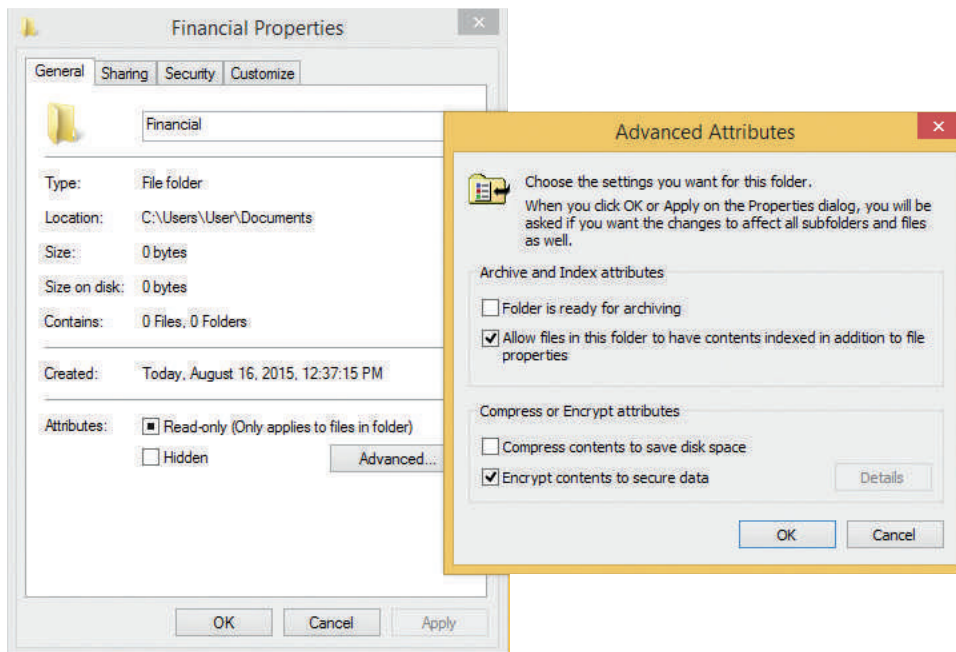 Financial Properties
General Sharing Security Customize
Financial
Type: File folder
Location: C:\Users\User\Documents
Size: 0 bytes
Size on disk: 0 bytes
Contains: 0 Files, 0 Folders
Created: Today, August 16, 2015, 12:37:15 PM
Attributes: Read-only (Only applies to files in folder)
Hidden
Advanced...
OK Cancel Apply
Advanced Attributes
Choose the settings you want for this folder.
When you click OK or Apply on the Properties dialog, you will be
asked if you want the changes to affect all subfolders and files
as well.
Archive and Index attributes
Folder is ready for archiving
Allow files in this folder to have contents indexed in addition to file
properties
Compress or Encrypt attributes
Compress contents to save disk space
Encrypt contents to secure data
Details
OK Cancel